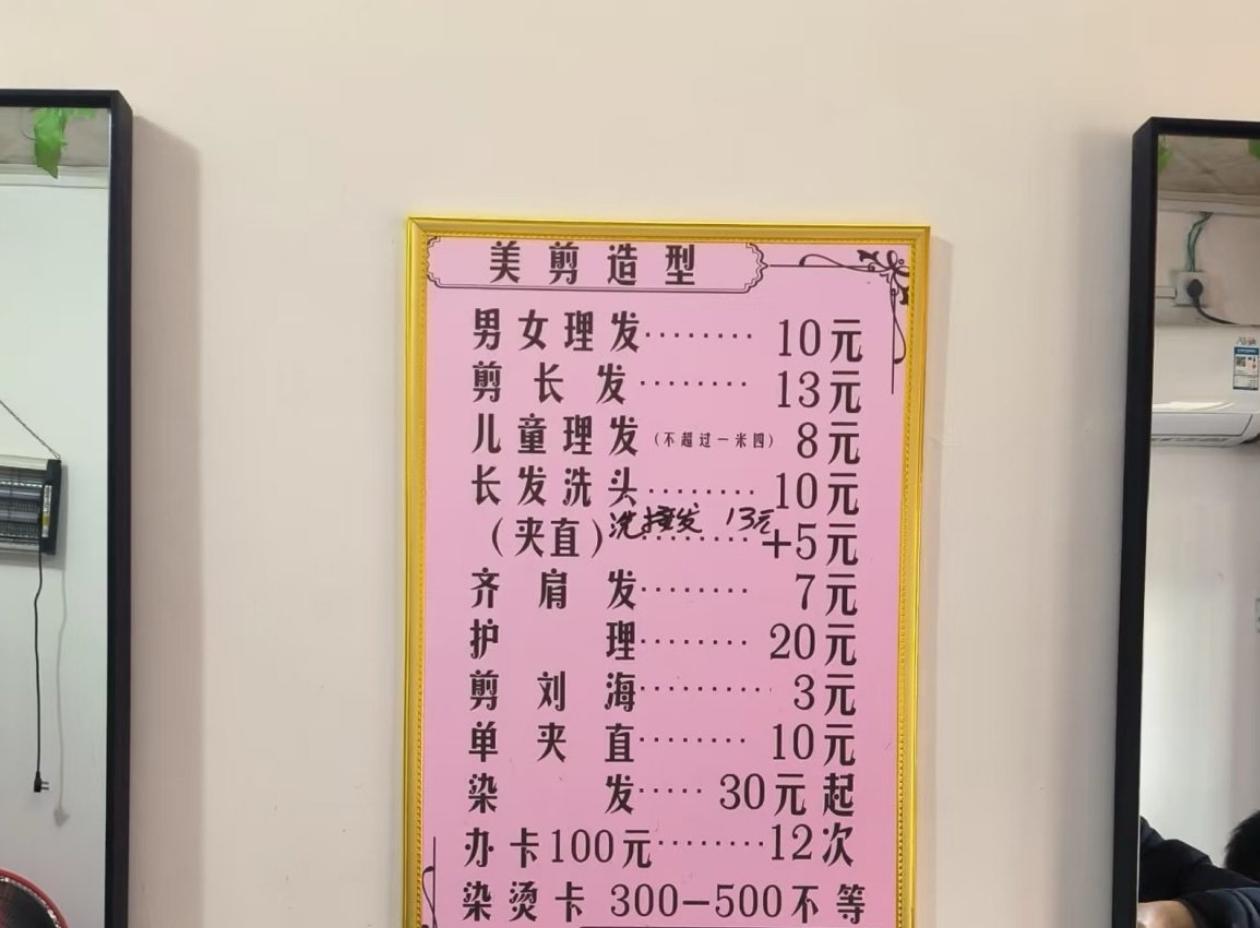 美剪造型
男女理发········10元
剪长发········13元
儿童理发(不超过一米四)8元
长发洗头········10元
洗接发 13元
(夹直)········+5元
齐肩发········7元
护理········20元
剪刘海·········3元
单夹直········10元
染发·····30元起
办卡100元········12次
染烫卡 300-500不等